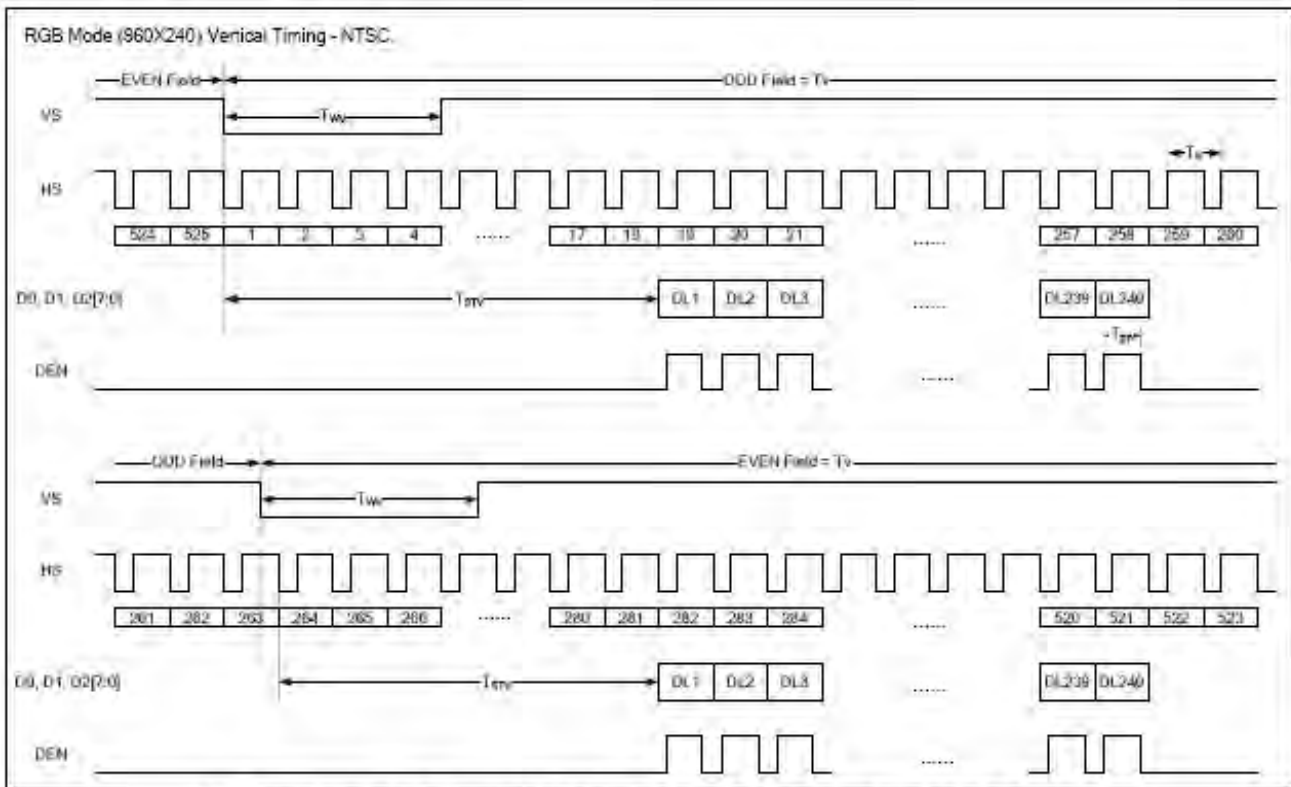 RGB Mode (960X240) Vertical Timing - NTSC.
EVEN Field ODD Field = Tv
VS
Twv
HS
TH
524 525 1 2 3 4 ...... 17 18 19 20 21 ...... 257 258 259 260
D0, D1, D2[7:0]
TSTV
DL1 DL2 DL3 ...... DL239 DL240
DEN
......
ODD Field EVEN Field = Tv
VS
Twv
HS
261 262 263 264 265 266 ...... 280 281 282 283 284 ...... 520 521 522 523
D0, D1, D2[7:0]
TSTV
DL1 DL2 DL3 ...... DL239 DL240
DEN
......